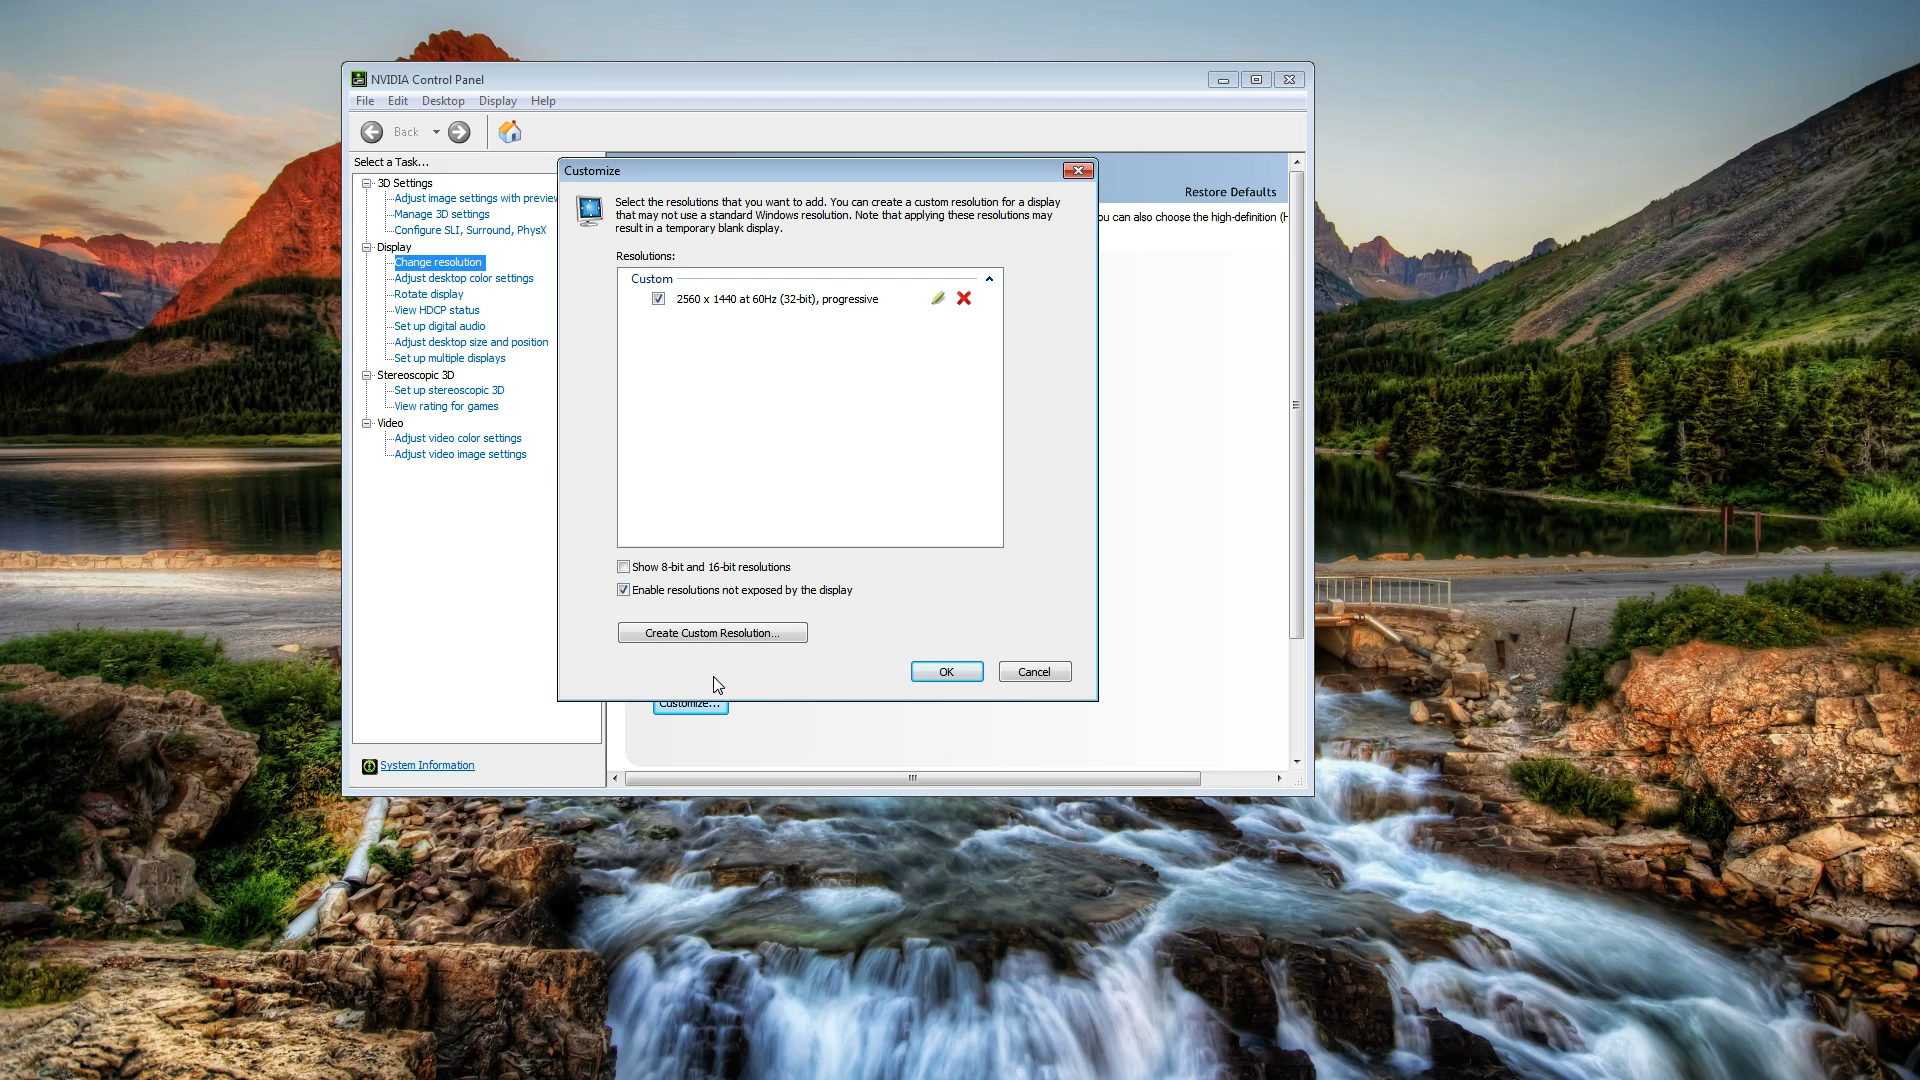 NVIDIA Control Panel
File Edit Desktop Display Help
Back
Select a Task...
3D Settings
Adjust image settings with preview
Manage 3D settings
Configure SLI, Surround, PhysX
Display
Change resolution
Adjust desktop color settings
Rotate display
View HDCP status
Set up digital audio
Adjust desktop size and position
Set up multiple displays
Stereoscopic 3D
Set up stereoscopic 3D
View rating for games
Video
Adjust video color settings
Adjust video image settings
System Information
Restore Defaults
ou can also choose the high-definition (H
Customize
Select the resolutions that you want to add. You can create a custom resolution for a display
that may not use a standard Windows resolution. Note that applying these resolutions may
result in a temporary blank display.
Resolutions:
Custom
2560 x 1440 at 60Hz (32-bit), progressive
Show 8-bit and 16-bit resolutions
Enable resolutions not exposed by the display
Create Custom Resolution...
OK Cancel
Customize...